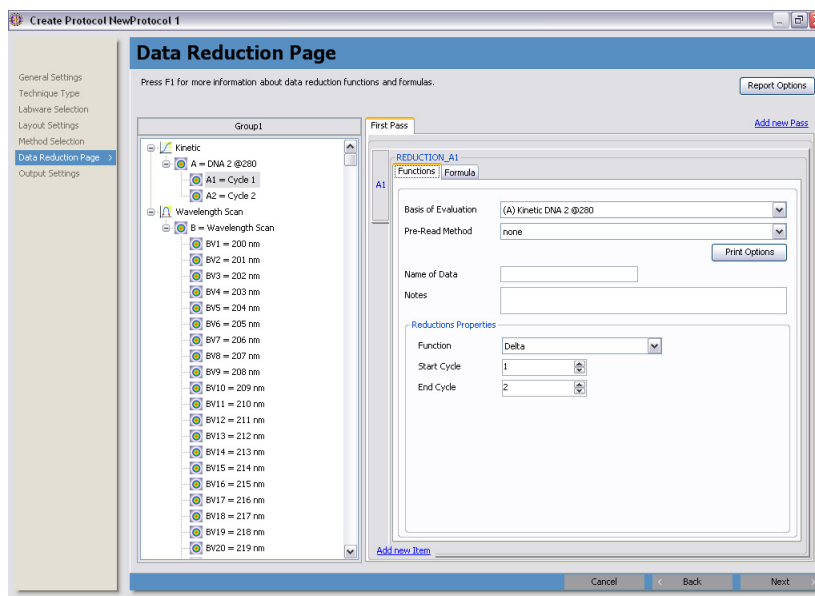 Create Protocol NewProtocol 1
Data Reduction Page
Press F1 for more information about data reduction functions and formulas.
Report Options
General Settings
Technique Type
Labware Selection
Layout Settings
Method Selection
Data Reduction Page >
Output Settings
Group1
Kinetic
A = DNA 2 @280
A1 = Cycle 1
A2 = Cycle 2
Wavelength Scan
B = Wavelength Scan
BV1 = 200 nm
BV2 = 201 nm
BV3 = 202 nm
BV4 = 203 nm
BV5 = 204 nm
BV6 = 205 nm
BV7 = 206 nm
BV8 = 207 nm
BV9 = 208 nm
BV10 = 209 nm
BV11 = 210 nm
BV12 = 211 nm
BV13 = 212 nm
BV14 = 213 nm
BV15 = 214 nm
BV16 = 215 nm
BV17 = 216 nm
BV18 = 217 nm
BV19 = 218 nm
BV20 = 219 nm
First Pass
Add new Pass
A1
REDUCTION_A1
Functions Formula
Basis of Evaluation (A) Kinetic DNA 2 @280
Pre-Read Method none
Print Options
Name of Data
Notes
Reductions Properties
Function Delta
Start Cycle 1
End Cycle 2
Add new Item
Cancel < Back Next >